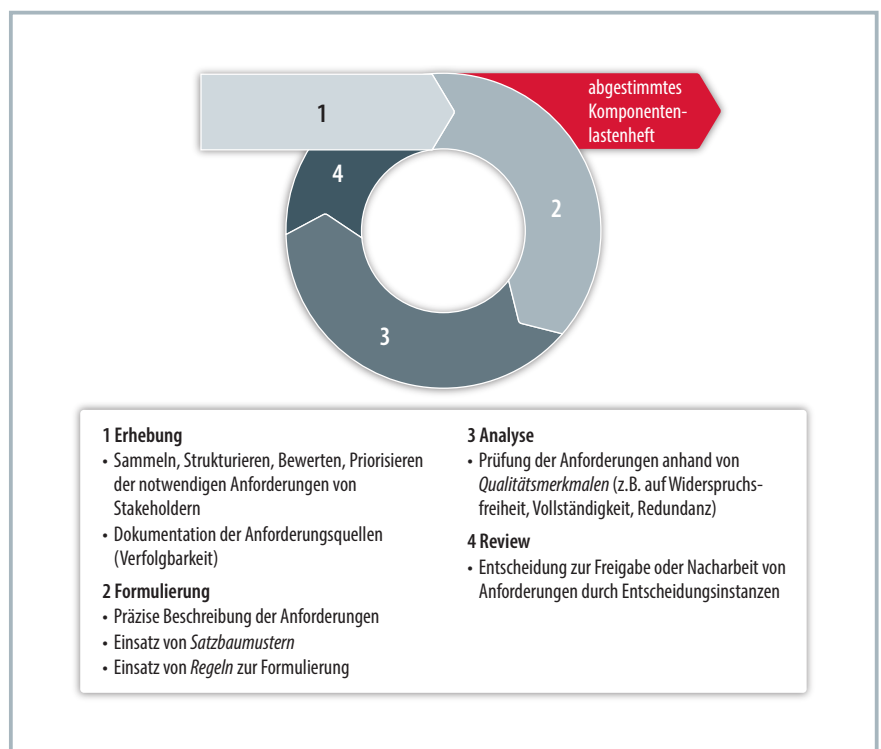 1
abgestimmtes
Komponenten-
lastenheft
4
2
3
1 Erhebung
• Sammeln, Strukturieren, Bewerten, Priorisieren
der notwendigen Anforderungen von
Stakeholdern
• Dokumentation der Anforderungsquellen
(Verfolgbarkeit)
2 Formulierung
• Präzise Beschreibung der Anforderungen
• Einsatz von Satzbaumustern
• Einsatz von Regeln zur Formulierung
3 Analyse
• Prüfung der Anforderungen anhand von
Qualitätsmerkmalen (z.B. auf Widerspruchs-
freiheit, Vollständigkeit, Redundanz)
4 Review
• Entscheidung zur Freigabe oder Nacharbeit von
Anforderungen durch Entscheidungsinstanzen